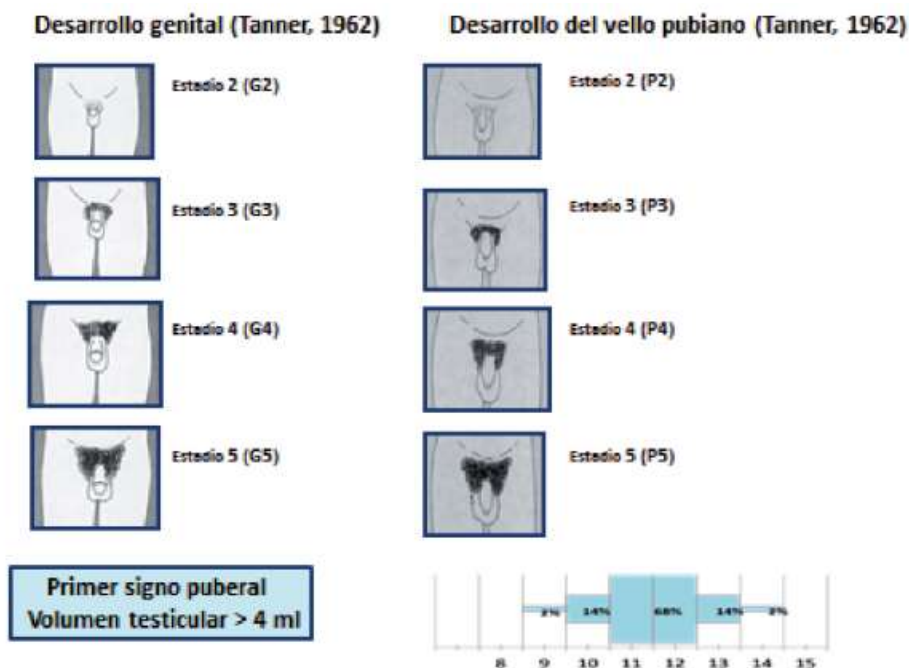 Desarrollo genital (Tanner, 1962)
Estadio 2 (G2)
Estadio 3 (G3)
Estadio 4 (G4)
Estadio 5 (G5)
Desarrollo del vello pubiano (Tanner, 1962)
Estadio 2 (P2)
Estadio 3 (P3)
Estadio 4 (P4)
Estadio 5 (P5)
Primer signo puberal
Volumen testicular > 4 ml
2% 14% 68% 14% 2%
8 9 10 11 12 13 14 15